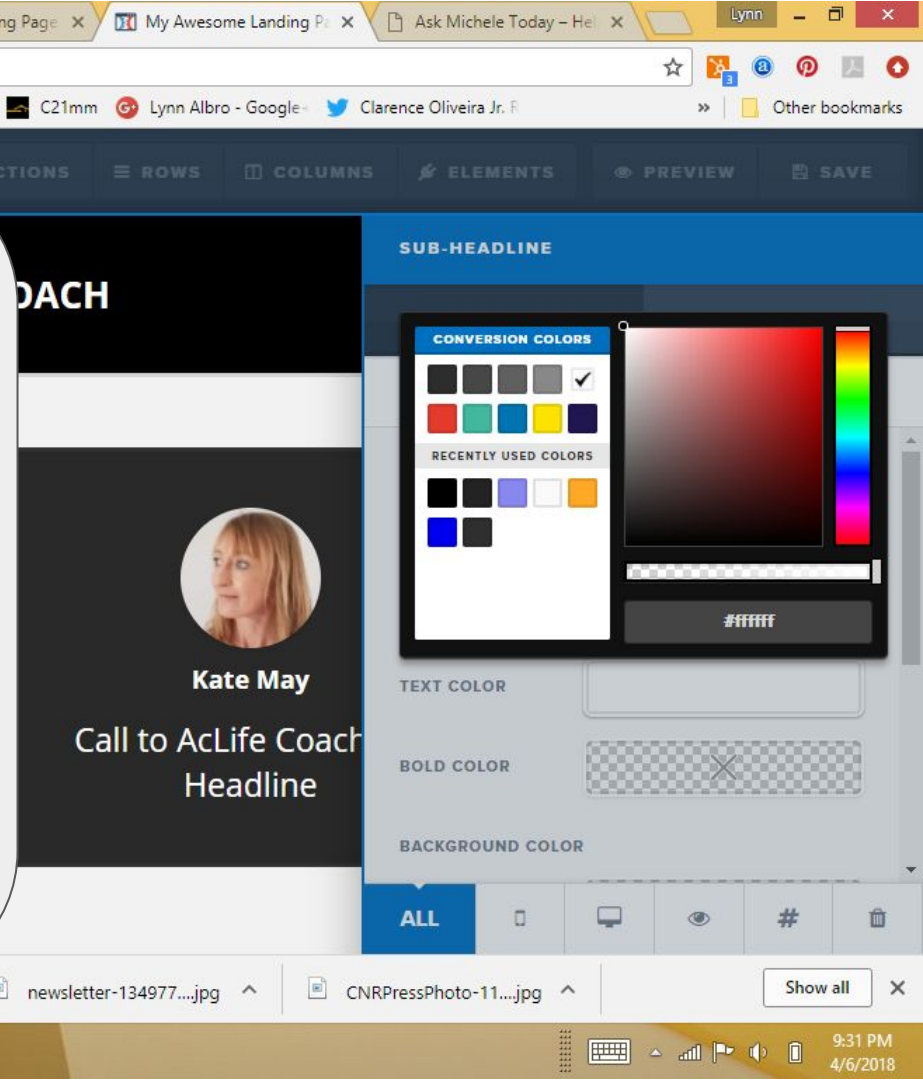 ng Page
My Awesome Landing Pa
Ask Michele Today – Hel
Lynn
3
a
C21mm
G+
Lynn Albro - Google+
Clarence Oliveira Jr. R
»
Other bookmarks
CTIONS
ROWS
COLUMNS
ELEMENTS
PREVIEW
SAVE
SUB-HEADLINE
OACH
CONVERSION COLORS
RECENTLY USED COLORS
#ffffff
Kate May
Call to AcLife Coach
Headline
TEXT COLOR
BOLD COLOR
BACKGROUND COLOR
ALL
#
newsletter-134977....jpg
CNRPressPhoto-11....jpg
Show all
9:31 PM
4/6/2018